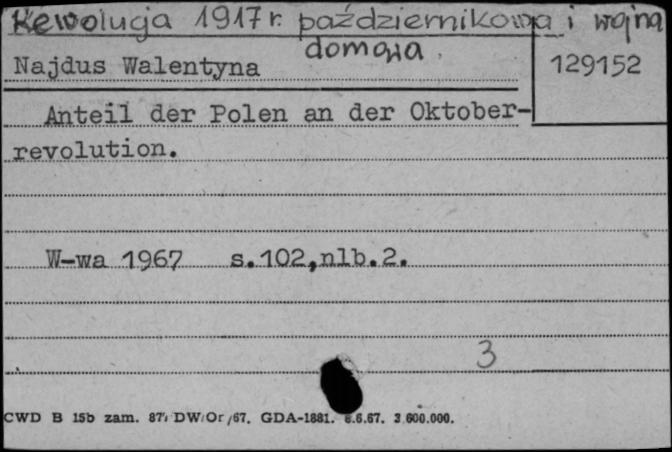 Rewolucja 1917 r. październikowa i wojna
domowa.
Najdus Walentyna
129152
Anteil der Polen an der Oktober-
revolution.
W-wa 1967 s.102,nlb.2.
3
CWD B 15b zam. 87/DW/Or/67. GDA-1881. 6.6.67. 3.600.000.